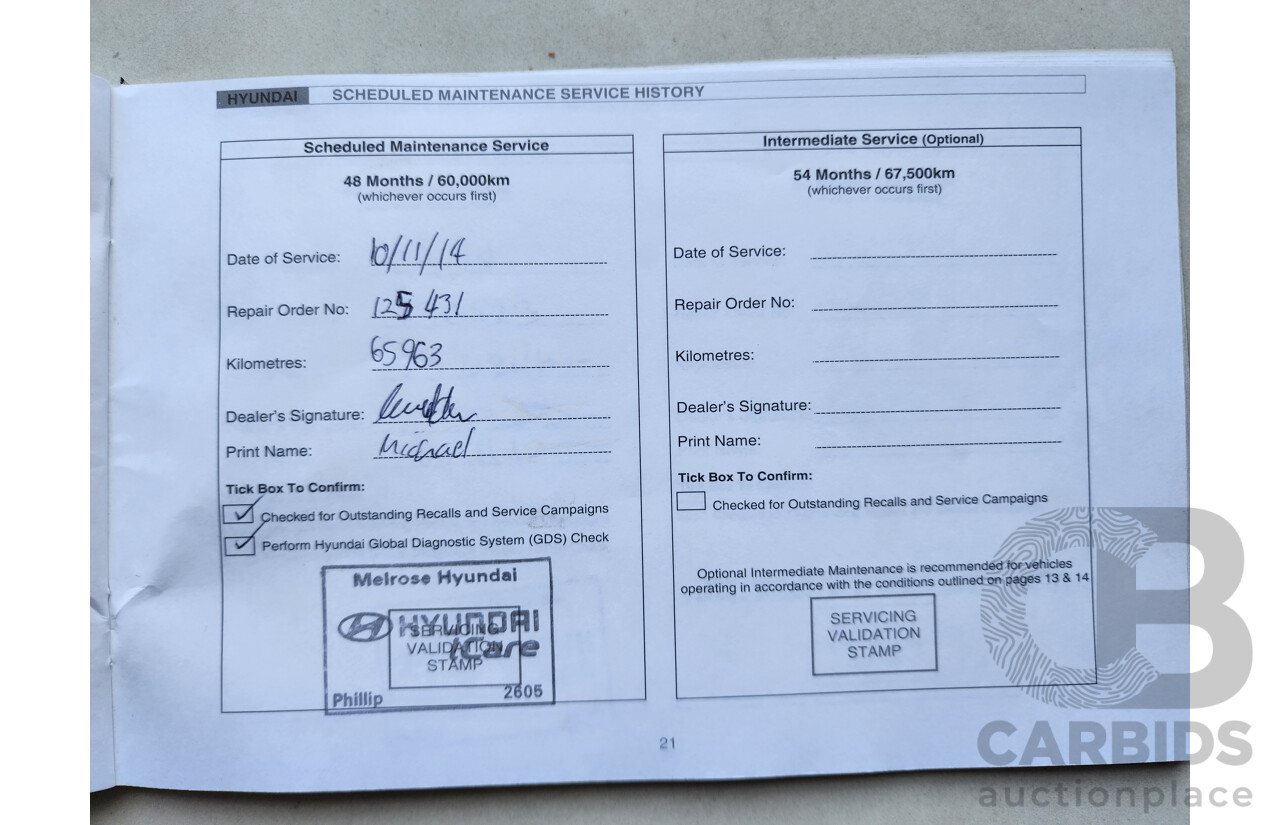 HYUNDAI SCHEDULED MAINTENANCE SERVICE HISTORY
Scheduled Maintenance Service
48 Months / 60,000km
(whichever occurs first)
Date of Service: 10/11/14
Repair Order No: 125 431
Kilometres: 65963
Dealer's Signature:
Print Name: Michael
Tick Box To Confirm:
Checked for Outstanding Recalls and Service Campaigns
Perform Hyundai Global Diagnostic System (GDS) Check
Melrose Hyundai
HYUNDAI
iCare
SERVICING
VALIDATION
STAMP
Phillip 2605
Intermediate Service (Optional)
54 Months / 67,500km
(whichever occurs first)
Date of Service:
Repair Order No:
Kilometres:
Dealer's Signature:
Print Name:
Tick Box To Confirm:
Checked for Outstanding Recalls and Service Campaigns
Optional Intermediate Maintenance is recommended for vehicles
operating in accordance with the conditions outlined on pages 13 & 14
SERVICING
VALIDATION
STAMP
21
CB
CARBIDS
auctionplace